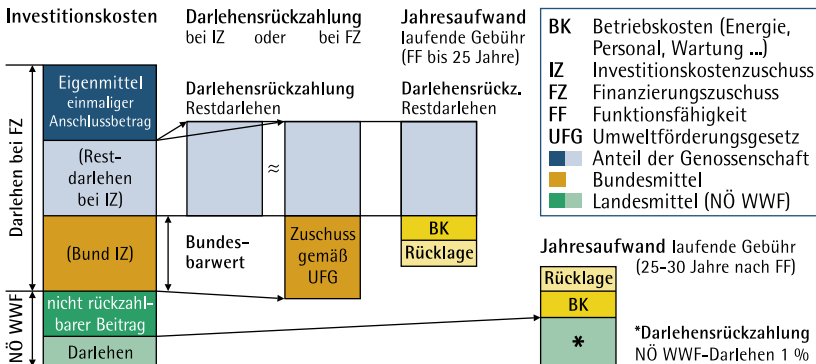 Investitionskosten
Darlehensrückzahlung
bei IZ oder bei FZ
Jahresaufwand
laufende Gebühr
(FF bis 25 Jahre)
Darlehen bei FZ
NÖ WWF
Eigenmittel
einmaliger
Anschlussbetrag
(Rest-
darlehen
bei IZ)
(Bund IZ)
nicht rückzahl-
barer Beitrag
Darlehen
Darlehensrückzahlung
Restdarlehen
≈
Bundes-
barwert
Zuschuss
gemäß
UFG
Darlehensrückz.
Restdarlehen
BK
Rücklage
BK Betriebskosten (Energie,
Personal, Wartung ...)
IZ Investitionskostenzuschuss
FZ Finanzierungszuschuss
FF Funktionsfähigkeit
UFG Umweltförderungsgesetz
Anteil der Genossenschaft
Bundesmittel
Landesmittel (NÖ WWF)
Jahresaufwand laufende Gebühr
(25-30 Jahre nach FF)
Rücklage
BK
*
*Darlehensrückzahlung
NÖ WWF-Darlehen 1 %